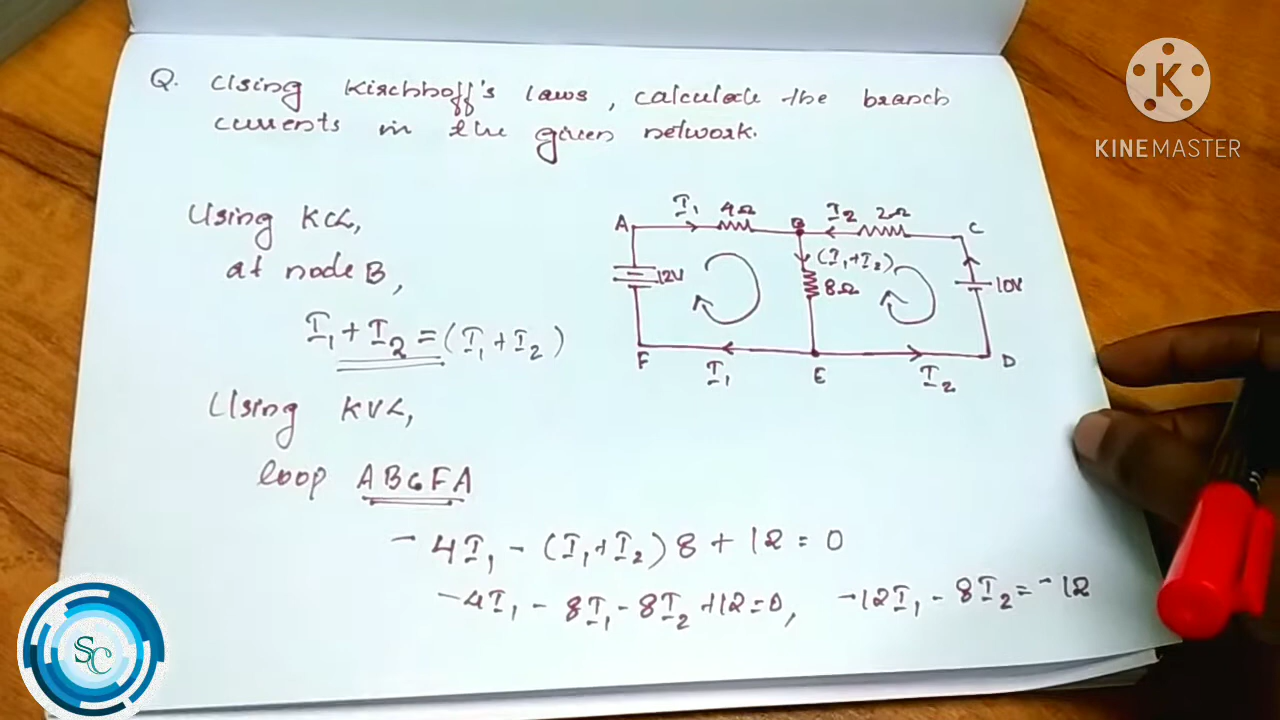 Q. Using Kirchhoff's laws, calculate the branch
currents in the given network.
KINEMASTER
Using KCL,
at node B,
I₁ + I₂ = (I₁ + I₂)
Using KVL,
loop ABEFA
- 4I₁ - (I₁+I₂) 8 + 12 = 0
-4I₁ - 8I₁ - 8I₂ +12=0, -12I₁ - 8I₂ = -12
A I₁ 4Ω B I₂ 2Ω C
(I₁+I₂)
12V 8Ω 10V
F I₁ E I₂ D
SC